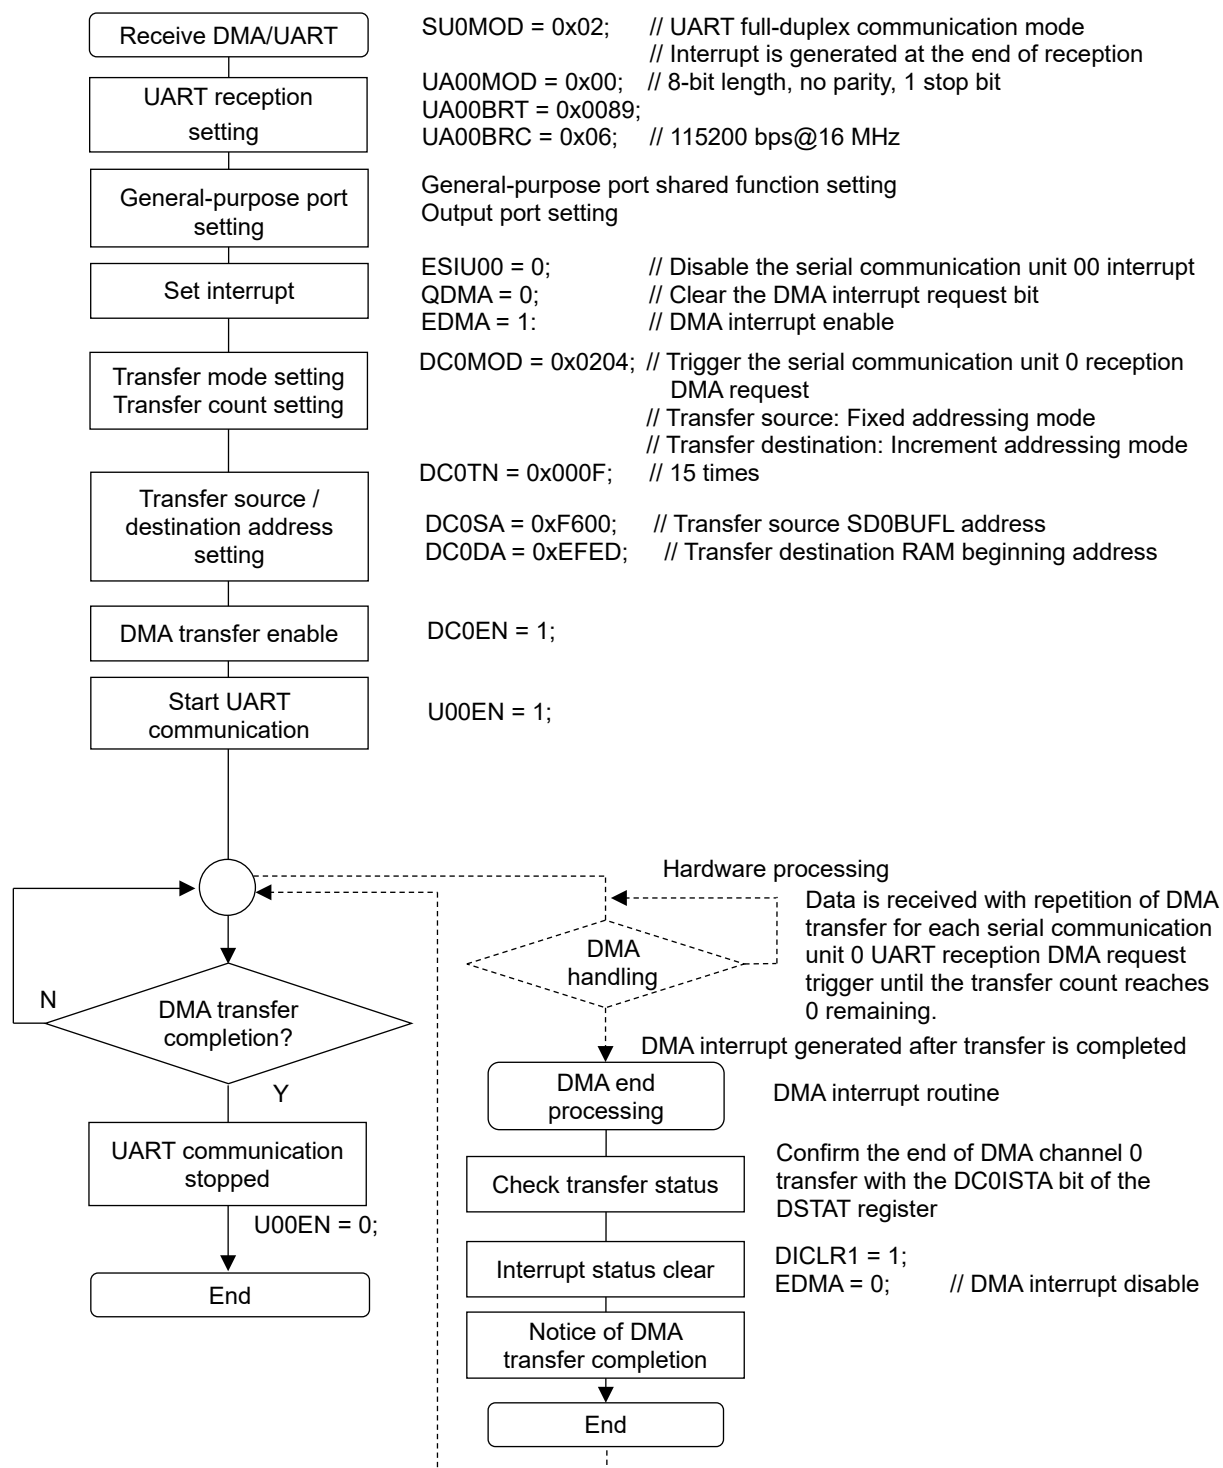 Receive DMA/UART
SU0MOD = 0x02; // UART full-duplex communication mode
// Interrupt is generated at the end of reception
UART reception
setting
UA00MOD = 0x00; // 8-bit length, no parity, 1 stop bit
UA00BRT = 0x0089;
UA00BRC = 0x06; // 115200 bps@16 MHz
General-purpose port
setting
General-purpose port shared function setting
Output port setting
Set interrupt
ESIU00 = 0; // Disable the serial communication unit 00 interrupt
QDMA = 0; // Clear the DMA interrupt request bit
EDMA = 1: // DMA interrupt enable
Transfer mode setting
Transfer count setting
DC0MOD = 0x0204; // Trigger the serial communication unit 0 reception
DMA request
// Transfer source: Fixed addressing mode
// Transfer destination: Increment addressing mode
DC0TN = 0x000F; // 15 times
Transfer source /
destination address
setting
DC0SA = 0xF600; // Transfer source SD0BUFL address
DC0DA = 0xEFED; // Transfer destination RAM beginning address
DMA transfer enable
DC0EN = 1;
Start UART
communication
U00EN = 1;
Hardware processing
Data is received with repetition of DMA
transfer for each serial communication
unit 0 UART reception DMA request
trigger until the transfer count reaches
0 remaining.
DMA
handling
N
DMA transfer
completion?
Y
DMA interrupt generated after transfer is completed
DMA end
processing
DMA interrupt routine
UART communication
stopped
U00EN = 0;
End
Check transfer status
Confirm the end of DMA channel 0
transfer with the DC0ISTA bit of the
DSTAT register
Interrupt status clear
DICLR1 = 1;
EDMA = 0; // DMA interrupt disable
Notice of DMA
transfer completion
End